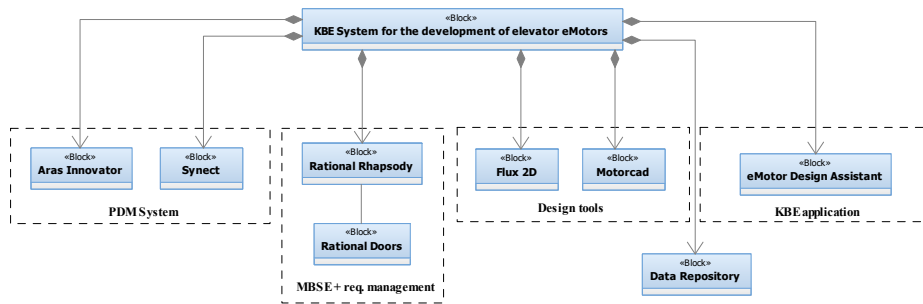 «Block»
KBE System for the development of elevator eMotors
«Block»
Aras Innovator
«Block»
Synect
PDM System
«Block»
Rational Rhapsody
«Block»
Rational Doors
MBSE + req. management
«Block»
Flux 2D
«Block»
Motorcad
Design tools
«Block»
eMotor Design Assistant
KBE application
«Block»
Data Repository